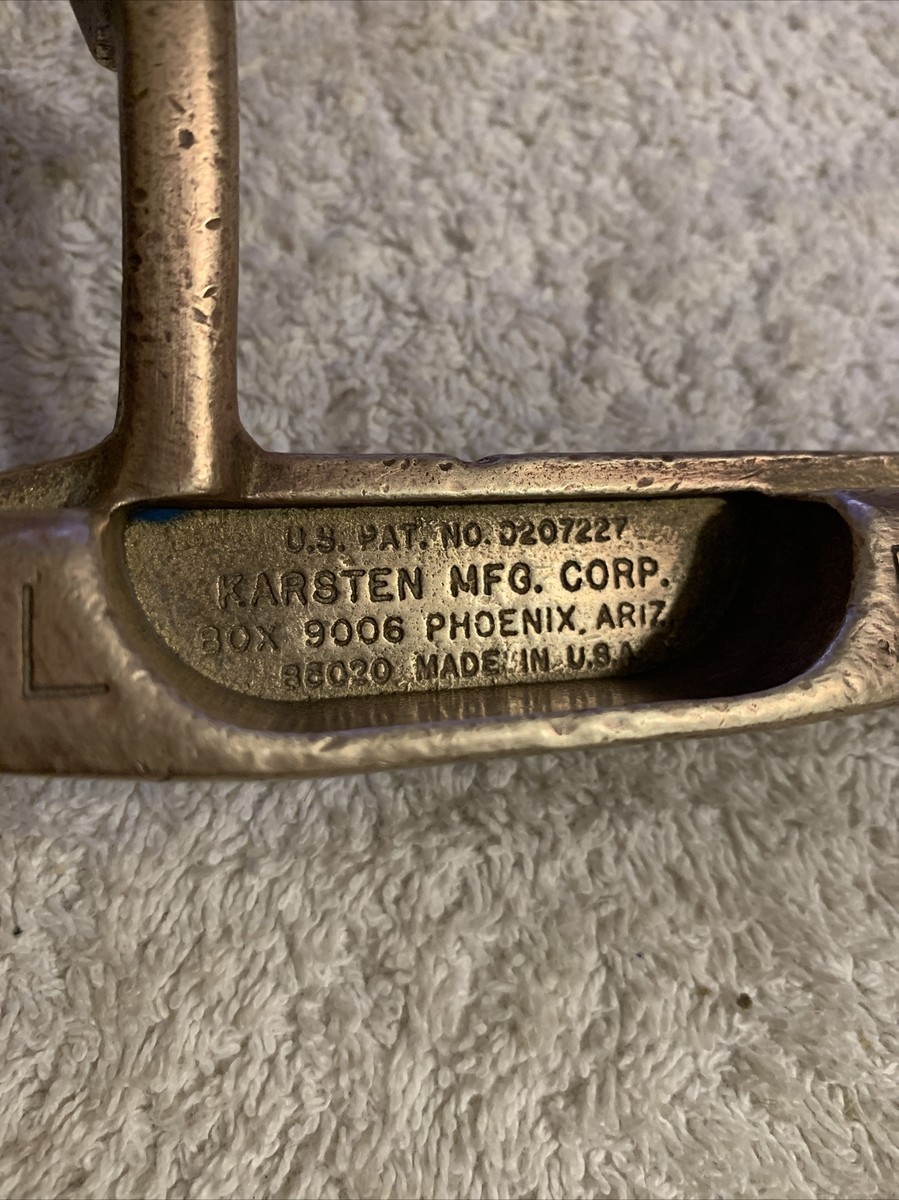 U.S. PAT. NO. D207227
KARSTEN MFG. CORP.
BOX 9006 PHOENIX, ARIZ.
85020 MADE IN U.S.A.
L